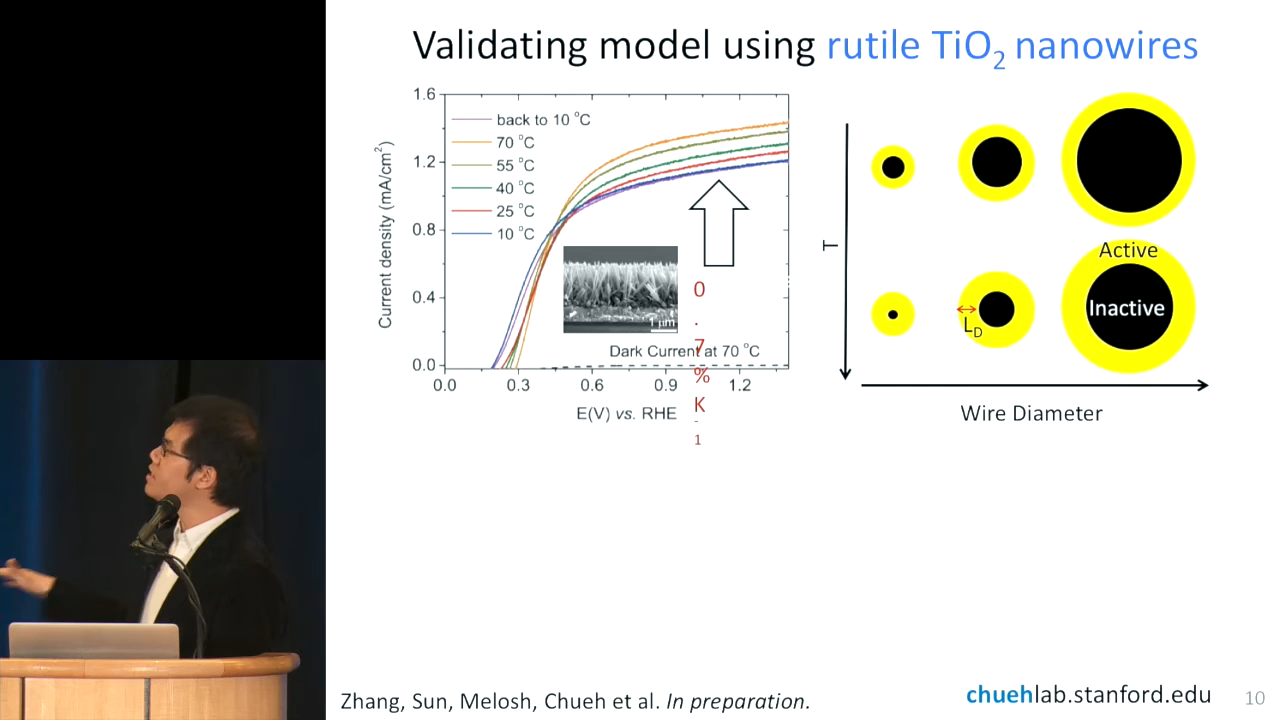 Validating model using rutile TiO2 nanowires
1.6
1.2
0.8
0.4
0.0
Current density (mA/cm2)
back to 10 °C
70 °C
55 °C
40 °C
25 °C
10 °C
1 μm
Dark Current at 70 °C
0.0 0.3 0.6 0.9 1.2
E(V) vs. RHE
0
.
7
%
K
-
1
T
Active
Inactive
LD
Wire Diameter
Zhang, Sun, Melosh, Chueh et al. In preparation.
chuehlab.stanford.edu
10